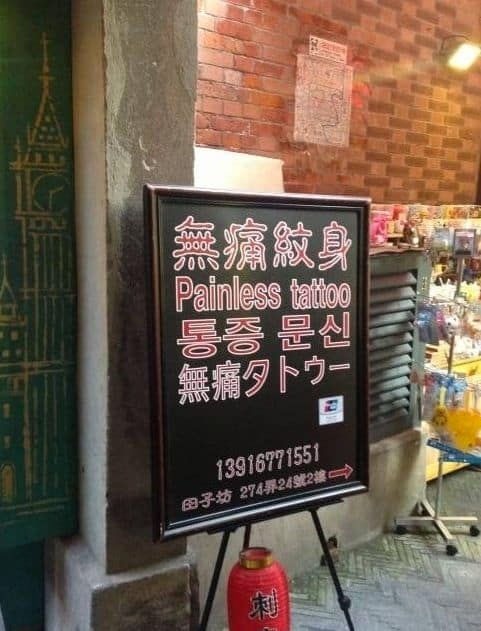 無痛紋身
Painless tattoo
통증 문신
無痛タトゥー
13916771551
田子坊 274弄24號2樓
刺